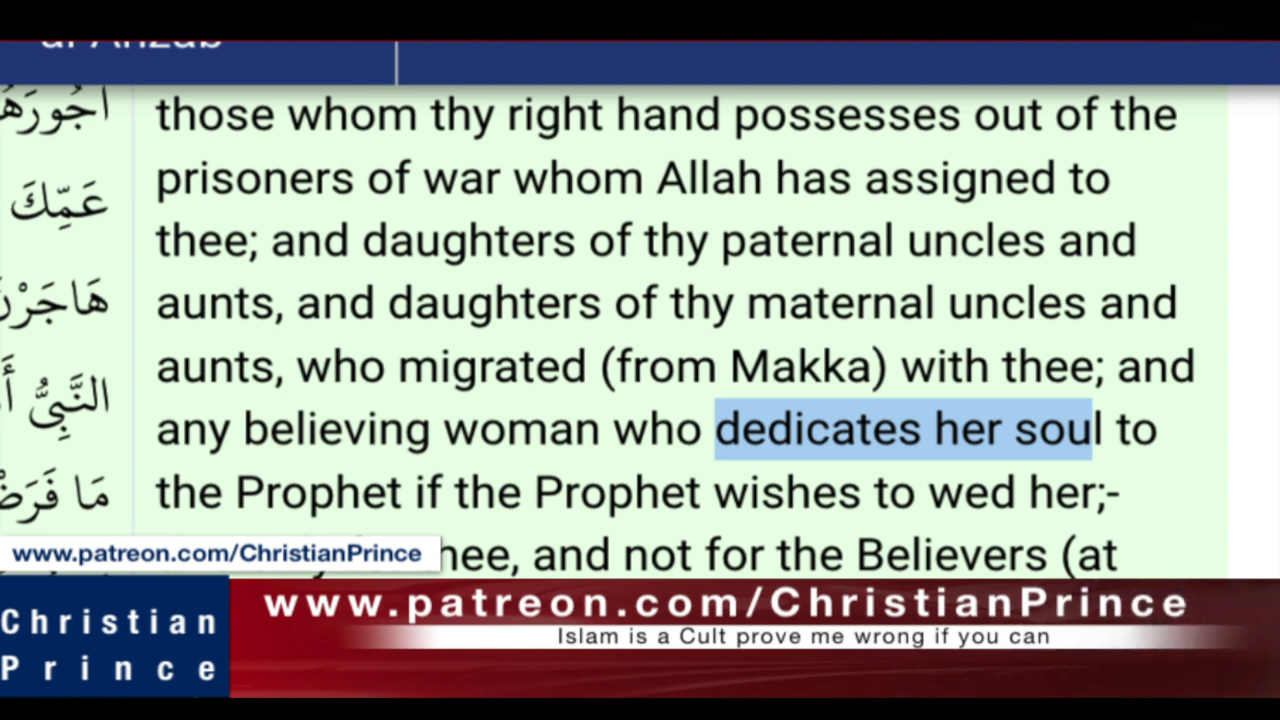 al-Ahzab
those whom thy right hand possesses out of the
prisoners of war whom Allah has assigned to
thee; and daughters of thy paternal uncles and
aunts, and daughters of thy maternal uncles and
aunts, who migrated (from Makka) with thee; and
any believing woman who dedicates her soul to
the Prophet if the Prophet wishes to wed her;-
hee, and not for the Believers (at
عَمِّكَ
النَّبِيُّ
مَا
www.patreon.com/ChristianPrince
Christian
Prince
www.patreon.com/ChristianPrince
Islam is a Cult prove me wrong if you can